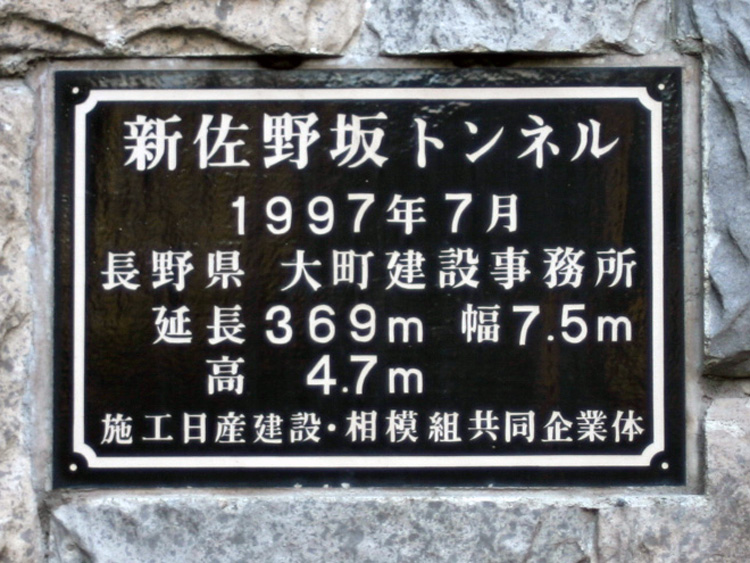 新佐野坂トンネル
1997年7月
長野県 大町建設事務所
延長369m 幅7.5m
高 4.7m
施工日産建設・相模組共同企業体